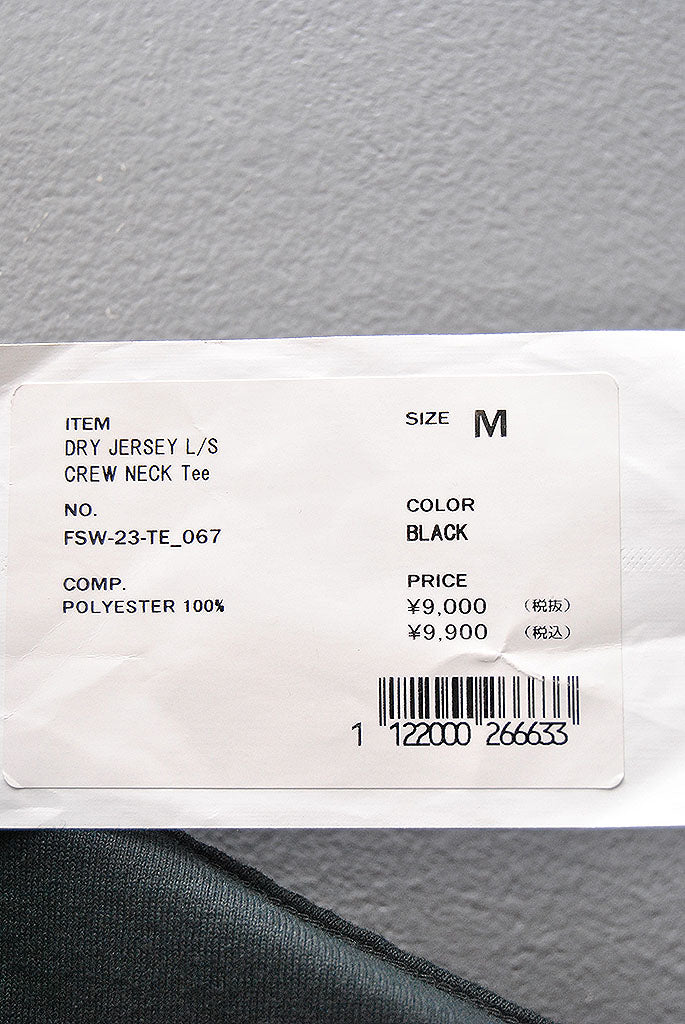 ITEM
DRY JERSEY L/S
CREW NECK Tee
NO.
FSW-23-TE_067
COMP.
POLYESTER 100%
SIZE M
COLOR
BLACK
PRICE
¥9,000 (税抜)
¥9,900 (税込)
1 122000 266633